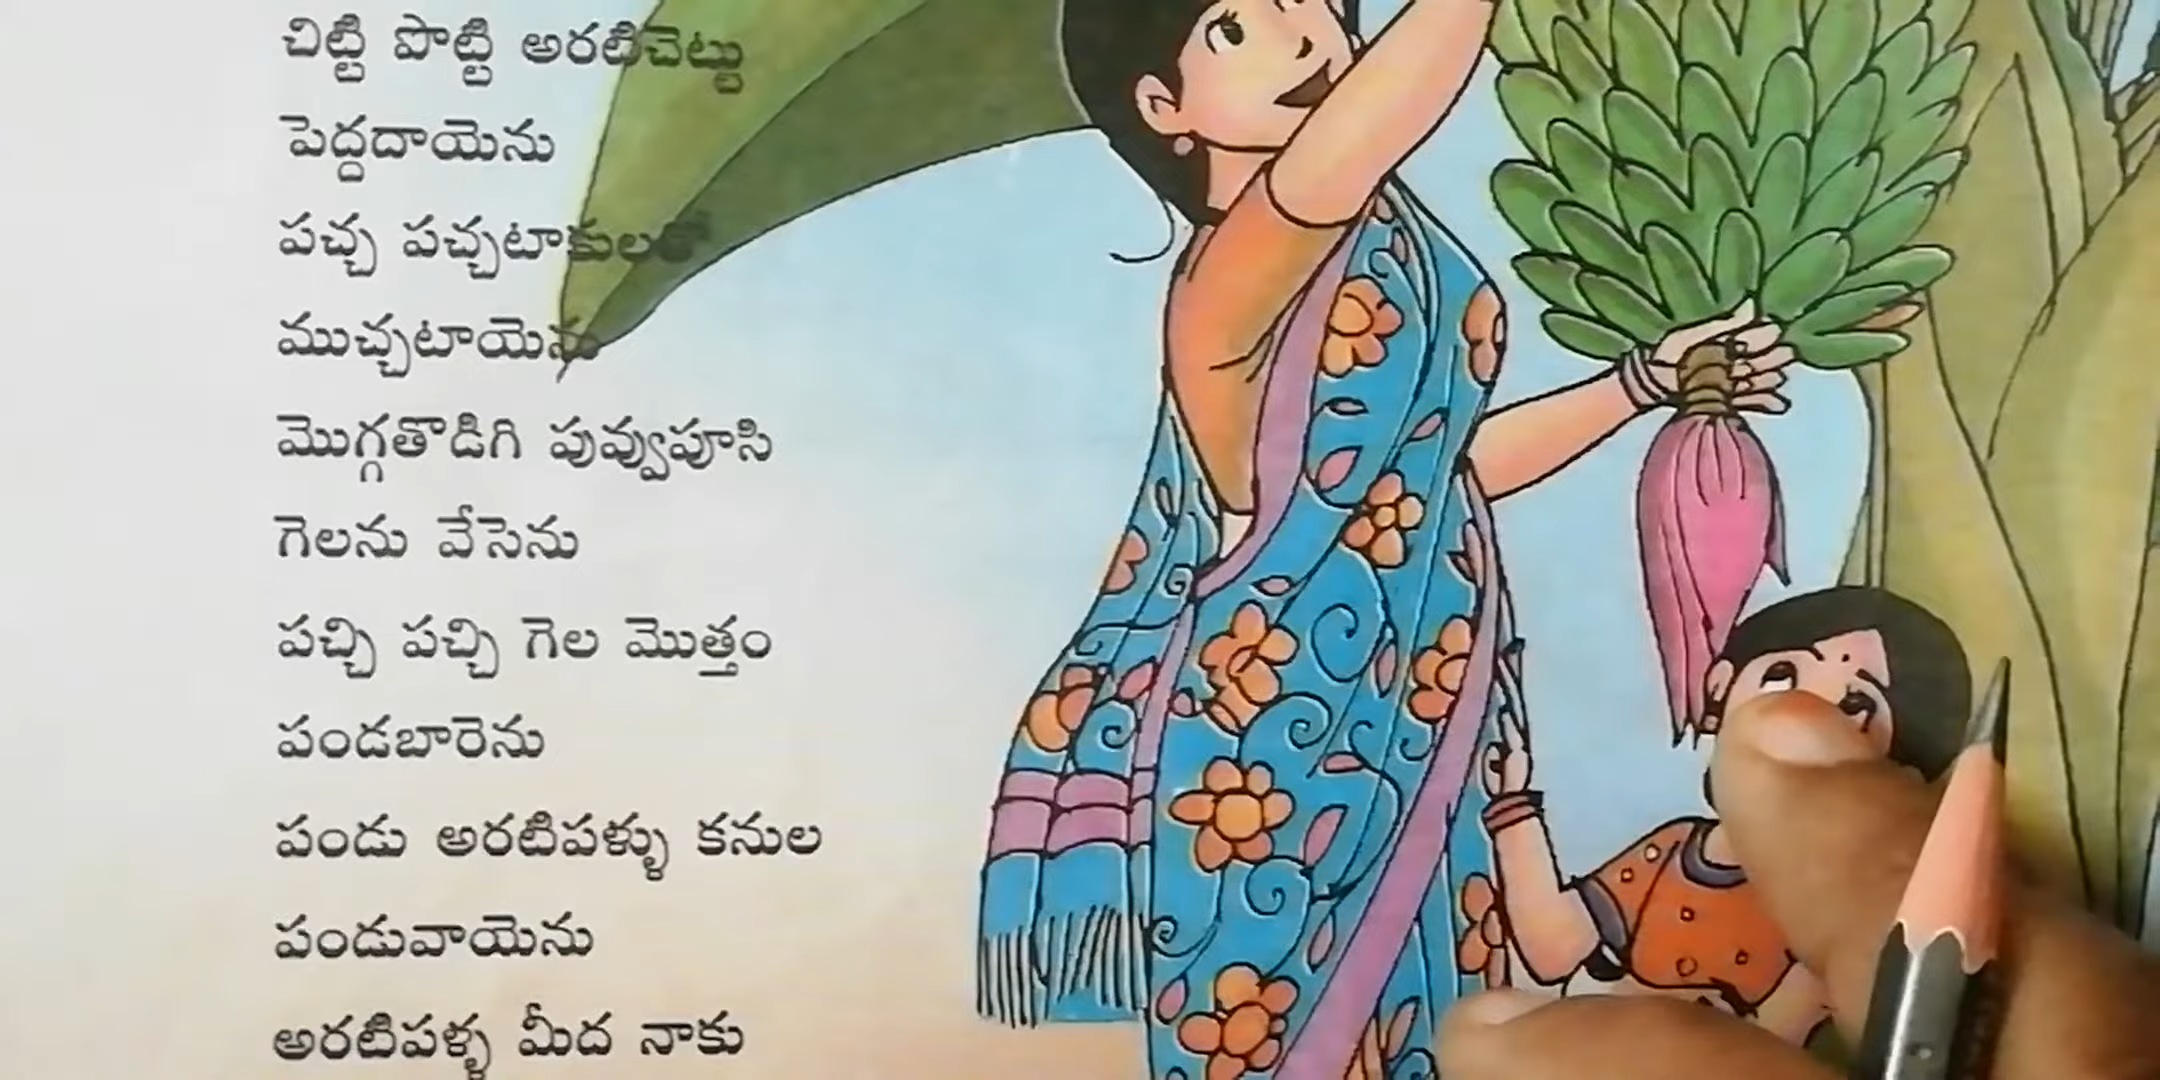 చిట్టి పొట్టి అరటిచెట్టు
పెద్దదాయెను
పచ్చ పచ్చటాకులతో
ముచ్చటాయెను
మొగ్గతొడిగి పువ్వుపూసి
గెలను వేసెను
పచ్చి పచ్చి గెల మొత్తం
పండబారెను
పండు అరటిపళ్ళు కనుల
పండువాయెను
అరటిపళ్ళ మీద నాకు